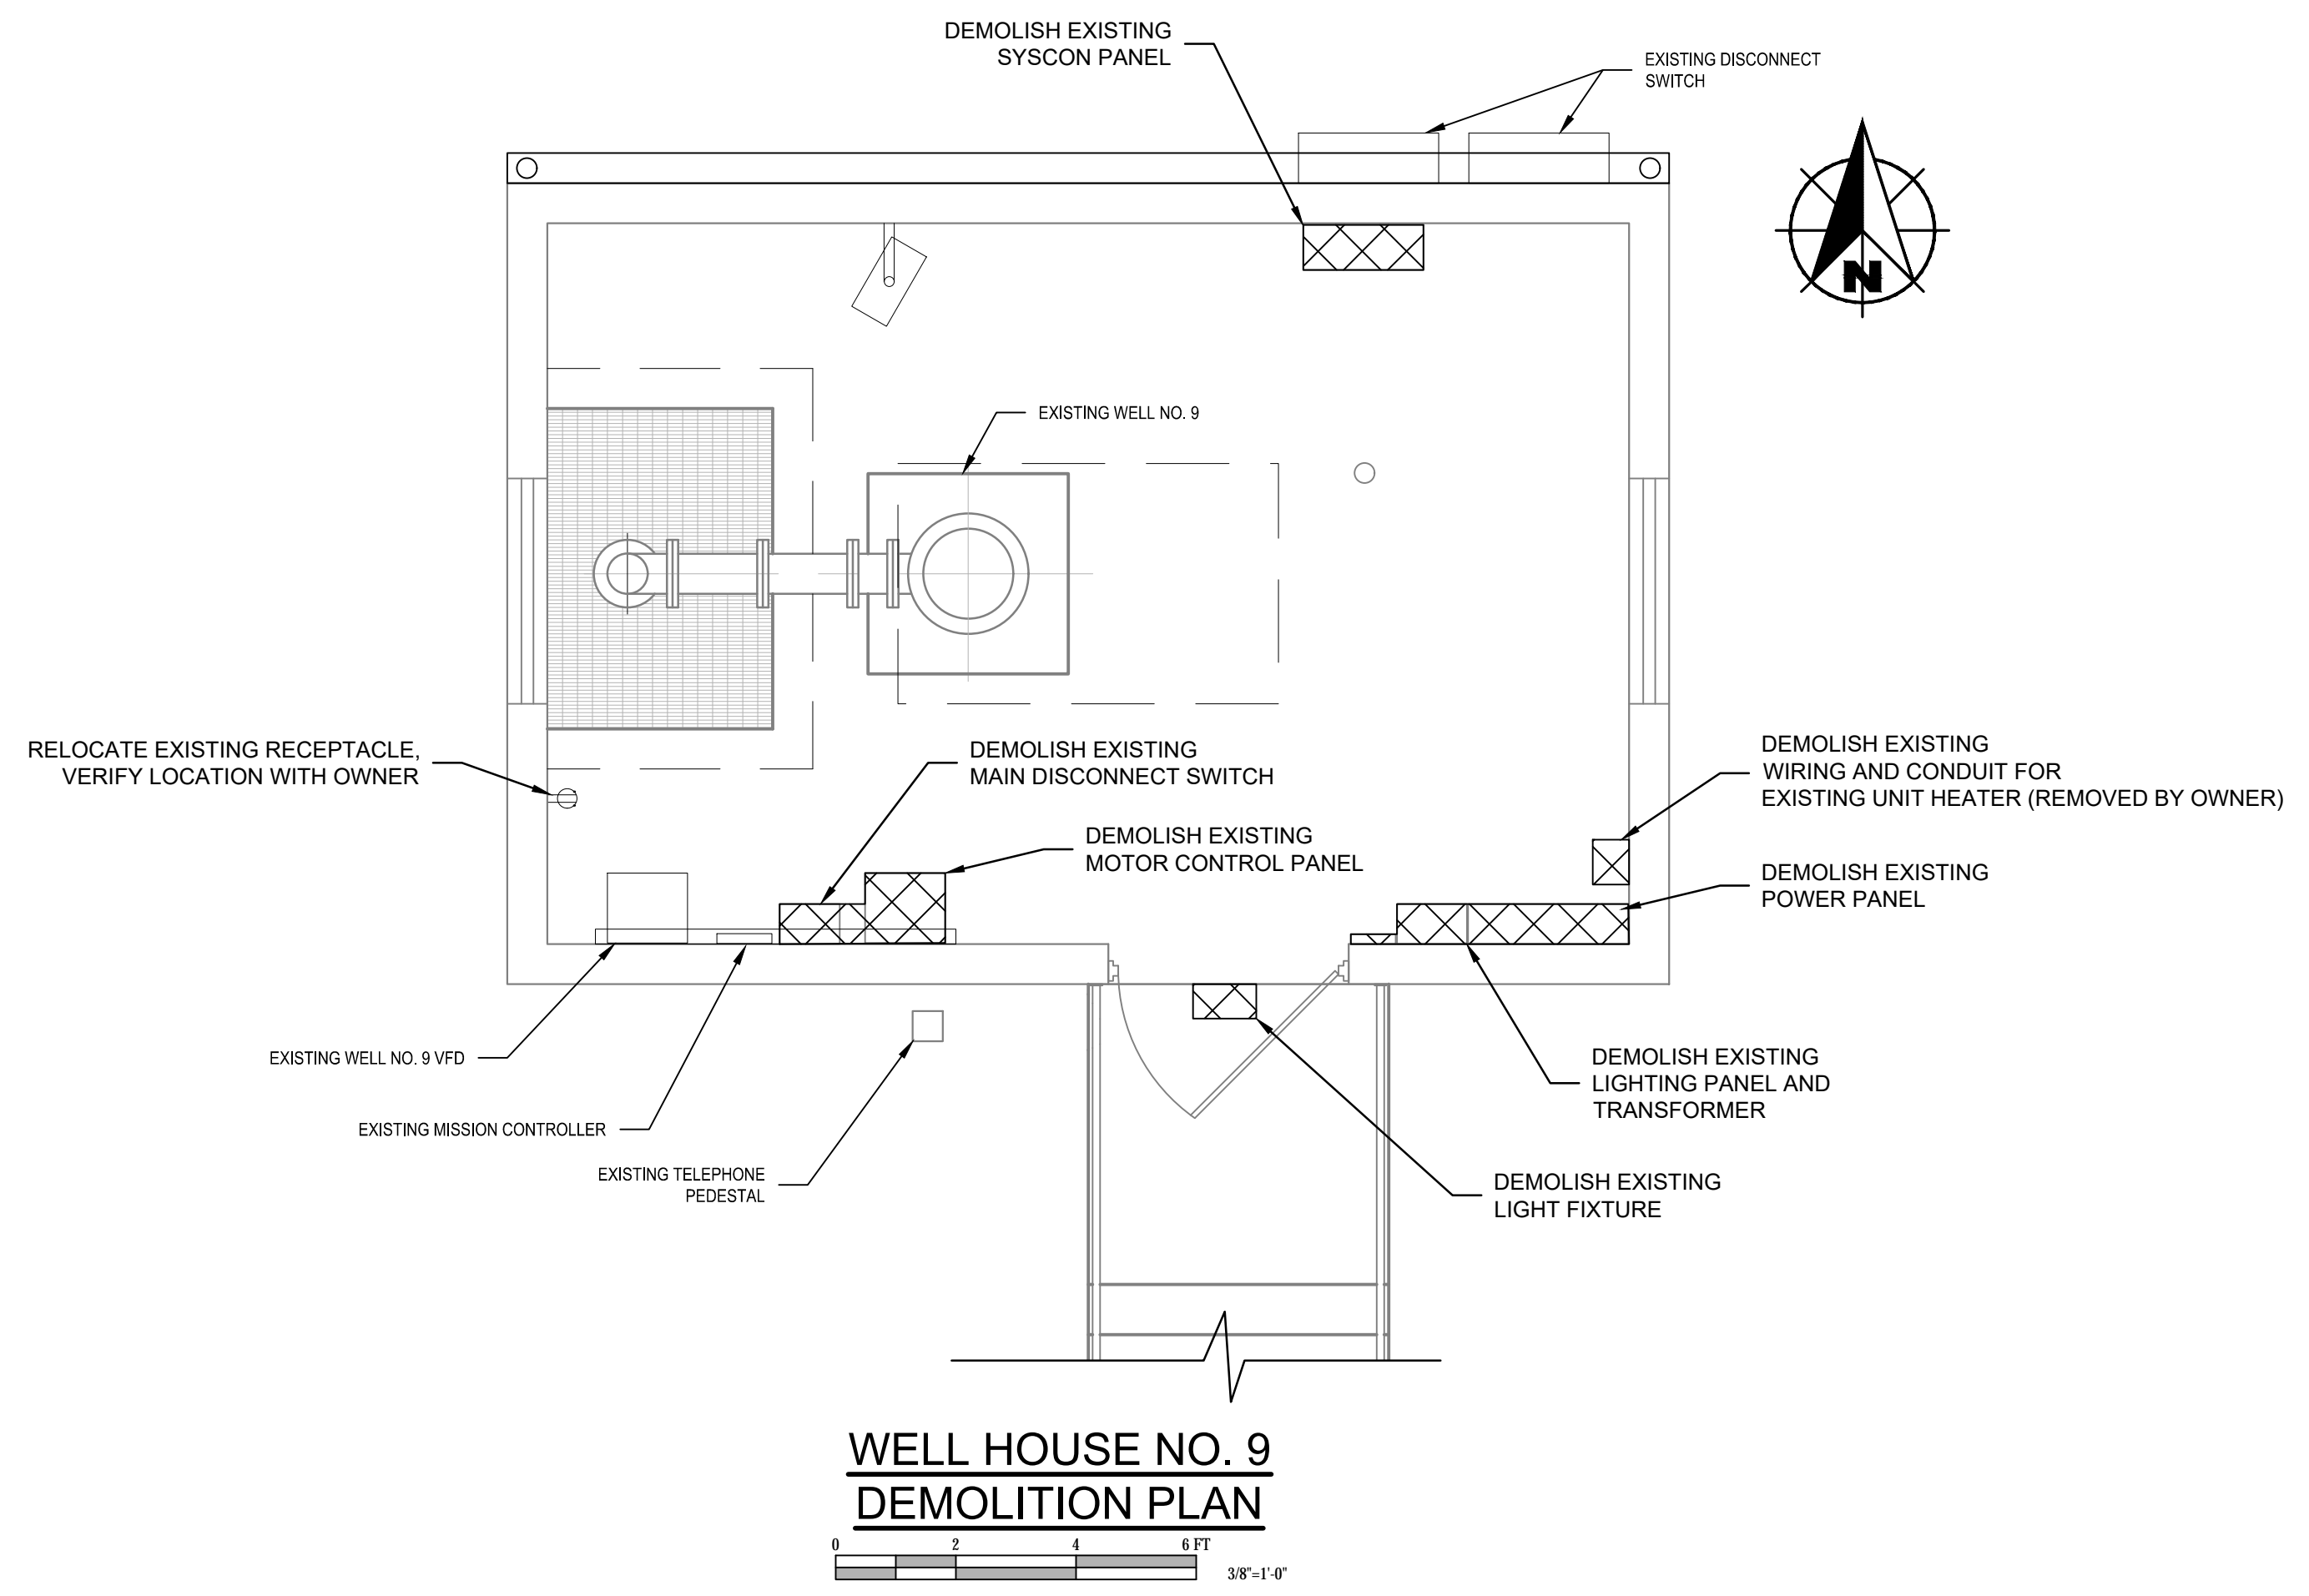 DEMOLISH EXISTING
SYSCON PANEL
EXISTING DISCONNECT
SWITCH
N
EXISTING WELL NO. 9
RELOCATE EXISTING RECEPTACLE,
VERIFY LOCATION WITH OWNER
DEMOLISH EXISTING
MAIN DISCONNECT SWITCH
DEMOLISH EXISTING
WIRING AND CONDUIT FOR
EXISTING UNIT HEATER (REMOVED BY OWNER)
DEMOLISH EXISTING
MOTOR CONTROL PANEL
DEMOLISH EXISTING
POWER PANEL
EXISTING WELL NO. 9 VFD
DEMOLISH EXISTING
LIGHTING PANEL AND
TRANSFORMER
EXISTING MISSION CONTROLLER
EXISTING TELEPHONE
PEDESTAL
DEMOLISH EXISTING
LIGHT FIXTURE
WELL HOUSE NO. 9
DEMOLITION PLAN
0 2 4 6 FT
3/8"=1'-0"